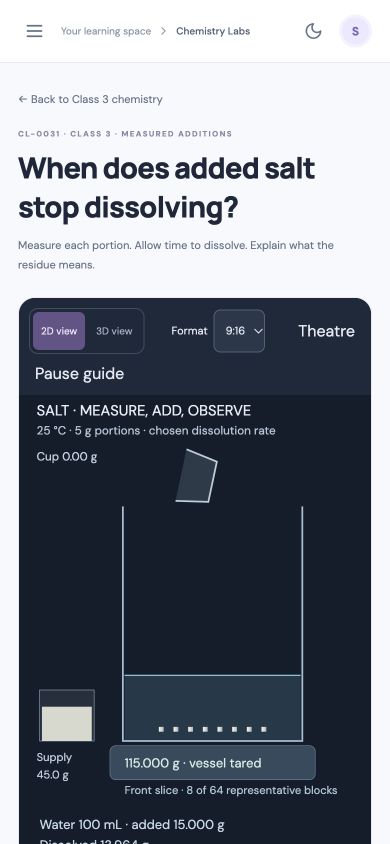 Your learning space > Chemistry Labs
S
← Back to Class 3 chemistry
CL-0031 · CLASS 3 · MEASURED ADDITIONS
When does added salt
stop dissolving?
Measure each portion. Allow time to dissolve. Explain what the
residue means.
2D view 3D view Format 9:16 Theatre
Pause guide
SALT · MEASURE, ADD, OBSERVE
25 °C · 5 g portions · chosen dissolution rate
Cup 0.00 g
Supply
45.0 g
115.000 g · vessel tared
Front slice · 8 of 64 representative blocks
Water 100 mL · added 15.000 g
Dissolved 13.964 g